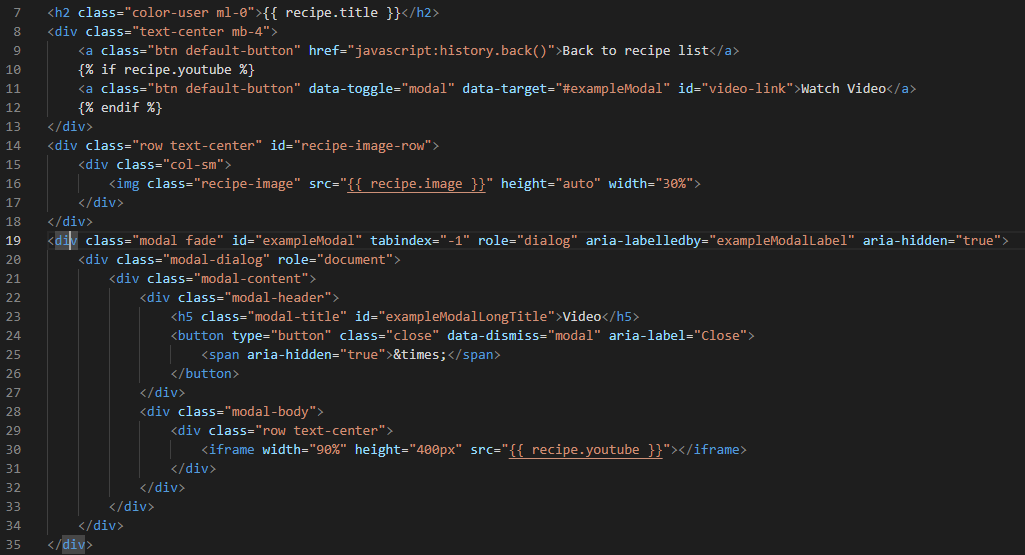 7 <h2 class="color-user ml-0">{{ recipe.title }}</h2>
8 <div class="text-center mb-4">
9     <a class="btn default-button" href="javascript:history.back()">Back to recipe list</a>
10     {% if recipe.youtube %}
11     <a class="btn default-button" data-toggle="modal" data-target="#exampleModal" id="video-link">Watch Video</a>
12     {% endif %}
13 </div>
14 <div class="row text-center" id="recipe-image-row">
15     <div class="col-sm">
16         <img class="recipe-image" src="{{ recipe.image }}" height="auto" width="30%">
17     </div>
18 </div>
19 <div class="modal fade" id="exampleModal" tabindex="-1" role="dialog" aria-labelledby="exampleModalLabel" aria-hidden="true">
20     <div class="modal-dialog" role="document">
21         <div class="modal-content">
22             <div class="modal-header">
23                 <h5 class="modal-title" id="exampleModalLongTitle">Video</h5>
24                 <button type="button" class="close" data-dismiss="modal" aria-label="Close">
25                     <span aria-hidden="true">&times;</span>
26                 </button>
27             </div>
28             <div class="modal-body">
29                 <div class="row text-center">
30                     <iframe width="90%" height="400px" src="{{ recipe.youtube }}"></iframe>
31                 </div>
32             </div>
33         </div>
34     </div>
35 </div>